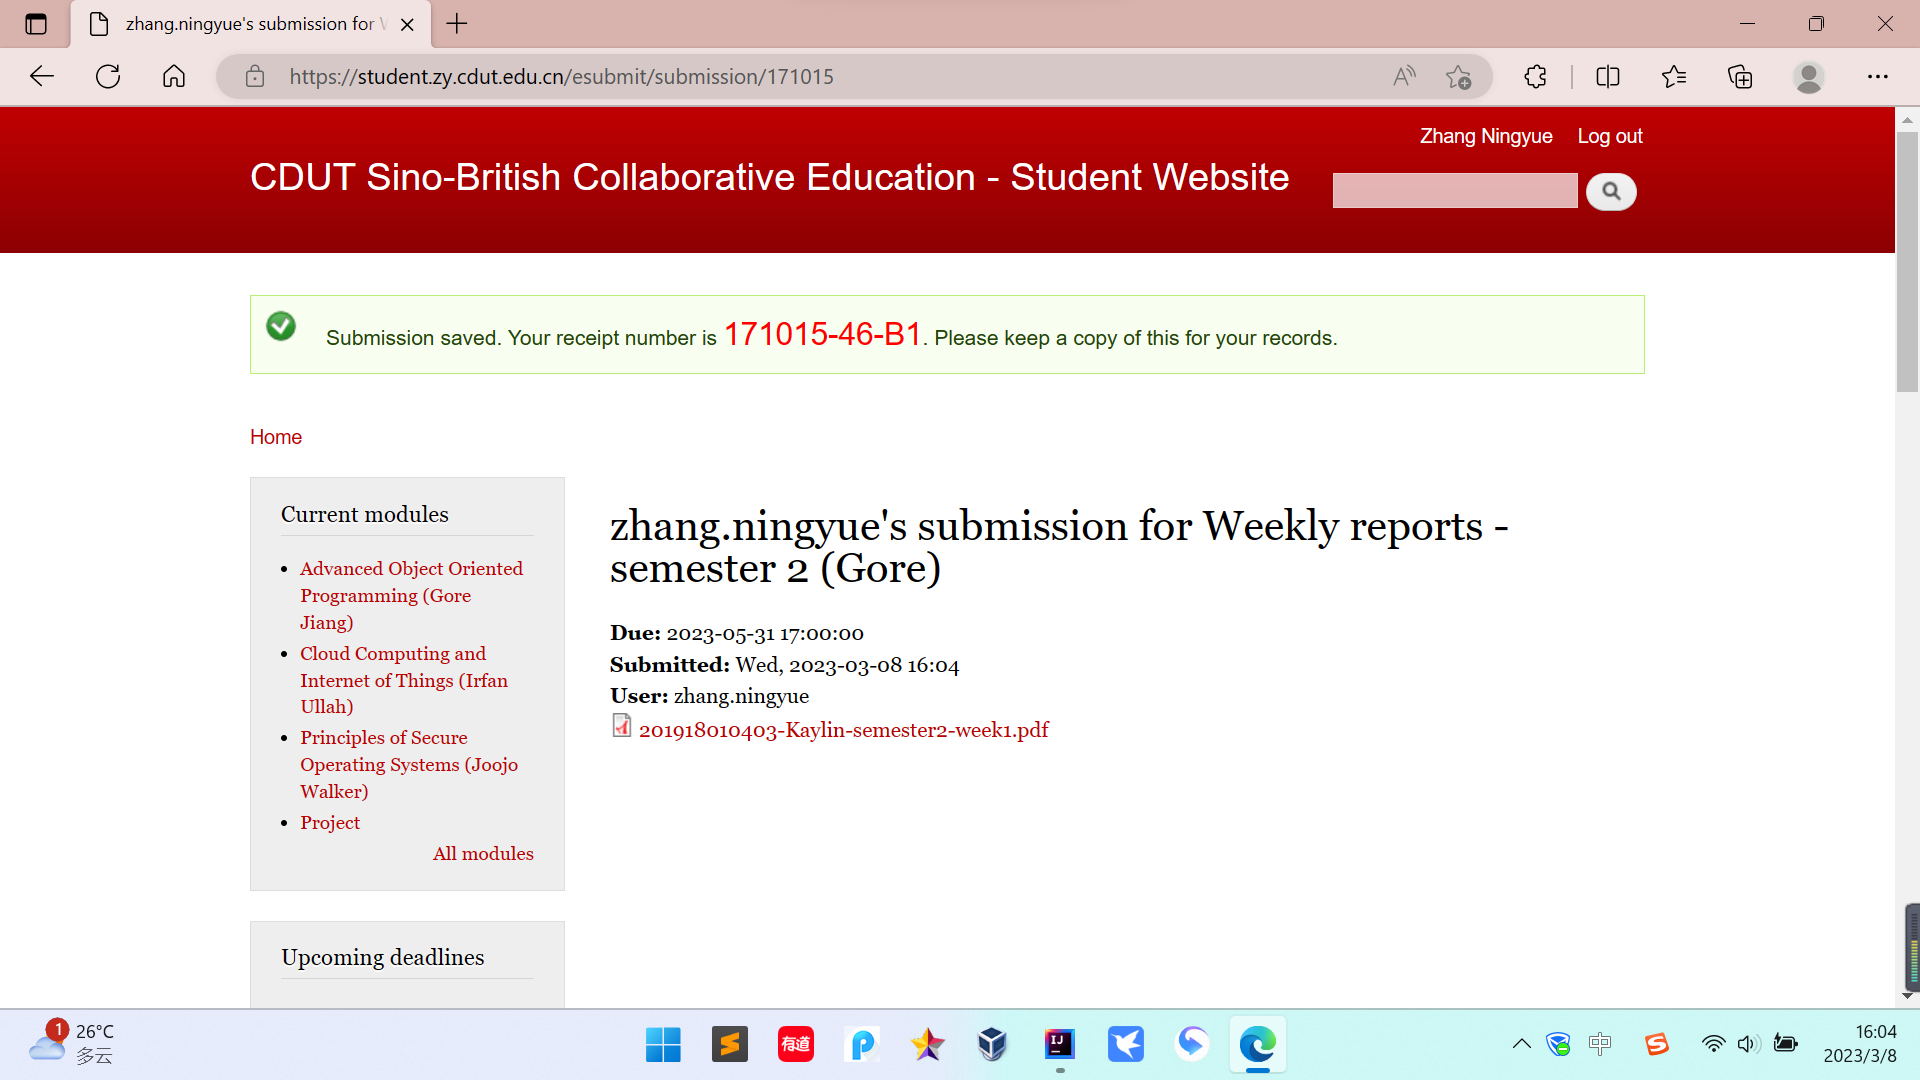 zhang.ningyue's submission for W
https://student.zy.cdut.edu.cn/esubmit/submission/171015
Zhang Ningyue Log out
CDUT Sino-British Collaborative Education - Student Website
Submission saved. Your receipt number is 171015-46-B1. Please keep a copy of this for your records.
Home
Current modules
Advanced Object Oriented
Programming (Gore
Jiang)
Cloud Computing and
Internet of Things (Irfan
Ullah)
Principles of Secure
Operating Systems (Joojo
Walker)
Project
All modules
Upcoming deadlines
zhang.ningyue's submission for Weekly reports -
semester 2 (Gore)
Due: 2023-05-31 17:00:00
Submitted: Wed, 2023-03-08 16:04
User: zhang.ningyue
201918010403-Kaylin-semester2-week1.pdf
1
26°C
多云
有道
IJ
中
16:04
2023/3/8